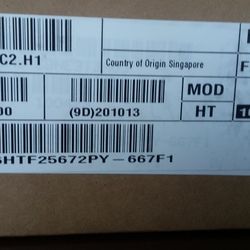 C2.H1
Country of Origin Singapore
F
MOD
00
(9D)201013
HT
HTF25672PY-667F1